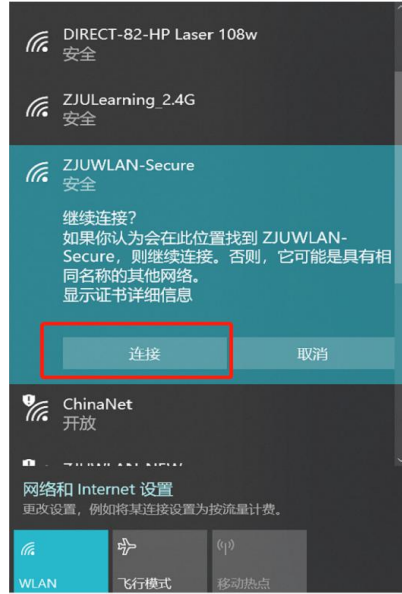 DIRECT-82-HP Laser 108w
安全
ZJULearning_2.4G
安全
ZJUWLAN-Secure
安全
继续连接?
如果你认为会在此位置找到 ZJUWLAN-
Secure，则继续连接。否则，它可能是具有相
同名称的其他网络。
显示证书详细信息
连接
取消
ChinaNet
开放
网络和 Internet 设置
更改设置，例如将某连接设置为按流量计费。
WLAN
飞行模式
移动热点